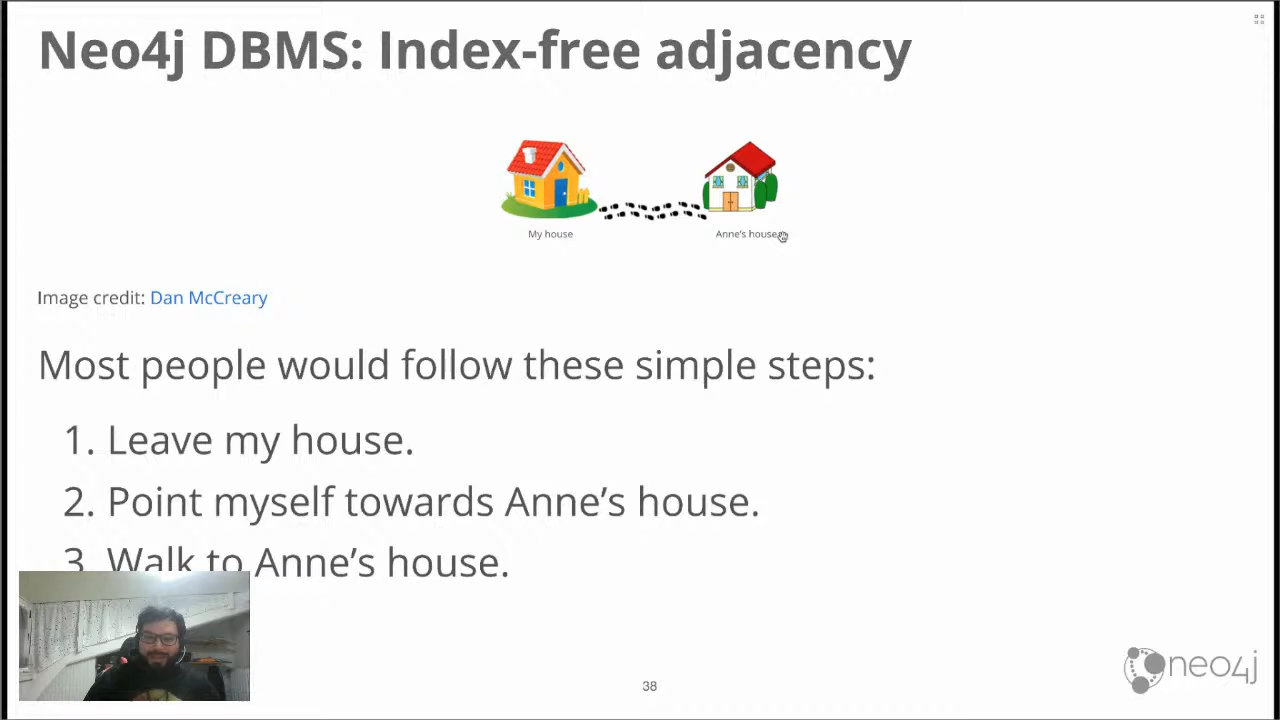 Neo4j DBMS: Index-free adjacency
My house
Anne's house
Image credit: Dan McCreary
Most people would follow these simple steps:
1. Leave my house.
2. Point myself towards Anne's house.
3. Walk to Anne's house.
38
neo4j